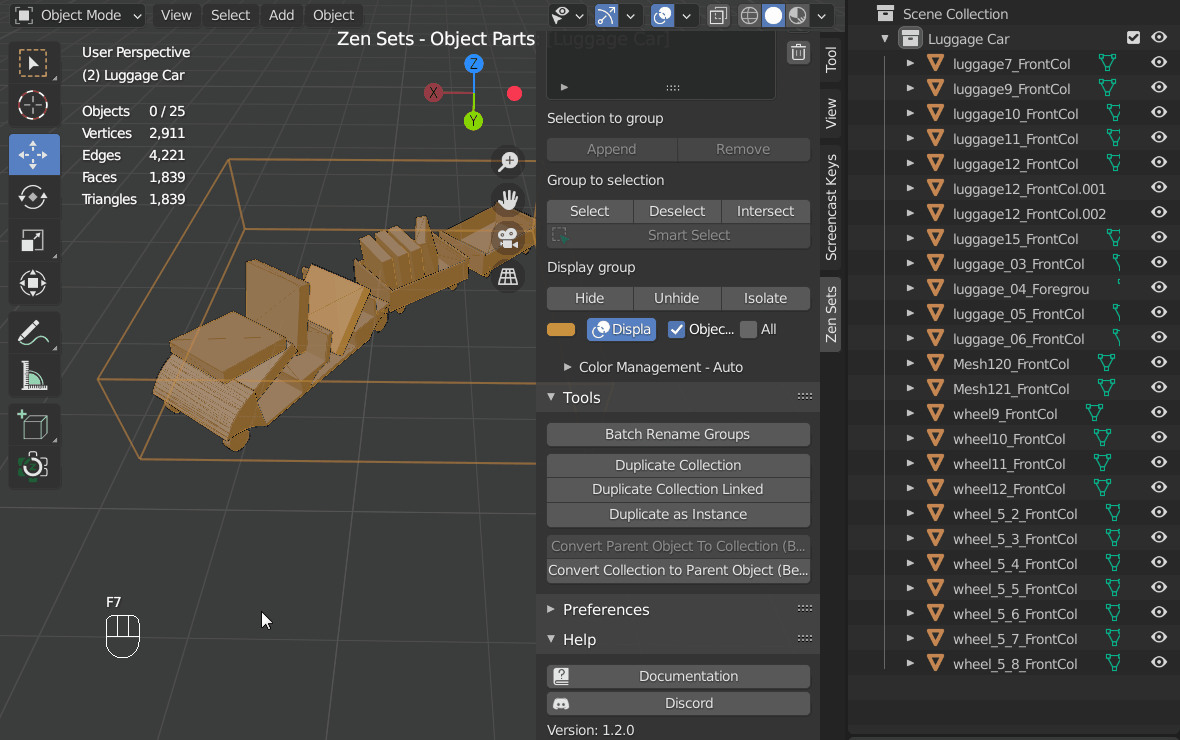 Object Mode View Select Add Object
Zen Sets - Object Parts [Luggage Car]
User Perspective
(2) Luggage Car
Objects 0 / 25
Vertices 2,911
Edges 4,221
Faces 1,839
Triangles 1,839
Z
X
Y
F7
Selection to group
Append Remove
Group to selection
Select Deselect Intersect
Smart Select
Display group
Hide Unhide Isolate
Displa Objec... All
Color Management - Auto
Tools
Batch Rename Groups
Duplicate Collection
Duplicate Collection Linked
Duplicate as Instance
Convert Parent Object To Collection (B...
Convert Collection to Parent Object (Be...
Preferences
Help
Documentation
Discord
Version: 1.2.0
Tool
View
Screencast Keys
Zen Sets
Scene Collection
Luggage Car
luggage7_FrontCol
luggage9_FrontCol
luggage10_FrontCol
luggage11_FrontCol
luggage12_FrontCol
luggage12_FrontCol.001
luggage12_FrontCol.002
luggage15_FrontCol
luggage_03_FrontCol
luggage_04_Foregrou
luggage_05_FrontCol
luggage_06_FrontCol
Mesh120_FrontCol
Mesh121_FrontCol
wheel9_FrontCol
wheel10_FrontCol
wheel11_FrontCol
wheel12_FrontCol
wheel_5_2_FrontCol
wheel_5_3_FrontCol
wheel_5_4_FrontCol
wheel_5_5_FrontCol
wheel_5_6_FrontCol
wheel_5_7_FrontCol
wheel_5_8_FrontCol